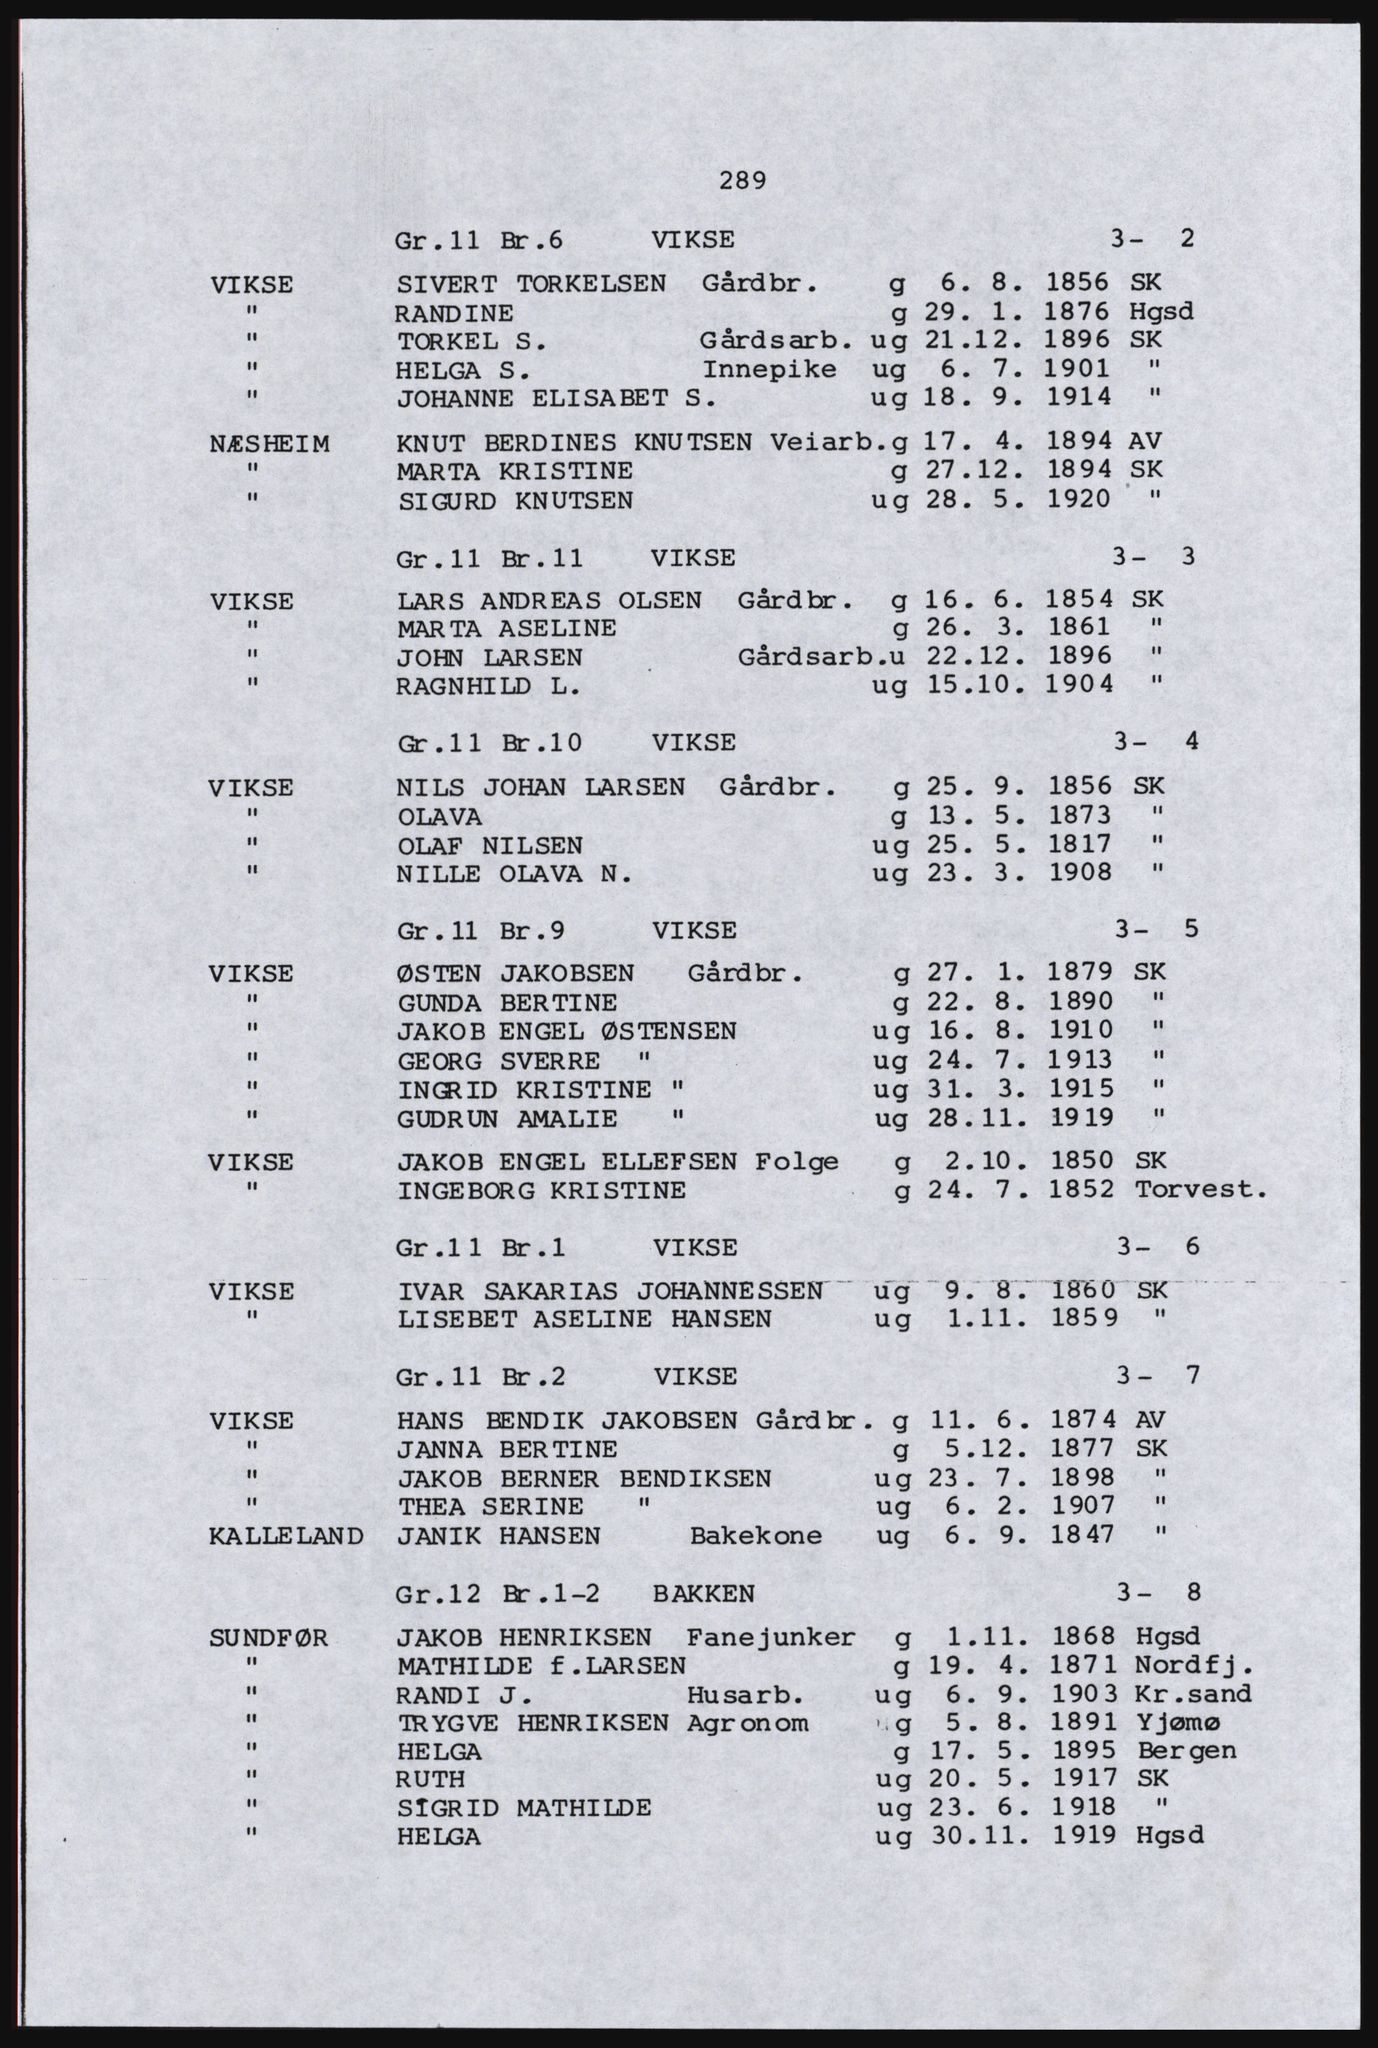 289
Gr.11 Br.6 VIKSE 3- 2
VIKSE SIVERT TORKELSEN Gårdbr. g 6. 8. 1856 SK
" RANDINE g 29. 1. 1876 Hgsd
" TORKEL S. Gårdsarb. ug 21.12. 1896 SK
" HELGA S. Innepike ug 6. 7. 1901 "
" JOHANNE ELISABET S. ug 18. 9. 1914 "
NÆSHEIM KNUT BERDINES KNUTSEN Veiarb.g 17. 4. 1894 AV
" MARTA KRISTINE g 27.12. 1894 SK
" SIGURD KNUTSEN ug 28. 5. 1920 "
Gr.11 Br.11 VIKSE 3- 3
VIKSE LARS ANDREAS OLSEN Gårdbr. g 16. 6. 1854 SK
" MARTA ASELINE g 26. 3. 1861 "
" JOHN LARSEN Gårdsarb.u 22.12. 1896 "
" RAGNHILD L. ug 15.10. 1904 "
Gr.11 Br.10 VIKSE 3- 4
VIKSE NILS JOHAN LARSEN Gårdbr. g 25. 9. 1856 SK
" OLAVA g 13. 5. 1873 "
" OLAF NILSEN ug 25. 5. 1817 "
" NILLE OLAVA N. ug 23. 3. 1908 "
Gr.11 Br.9 VIKSE 3- 5
VIKSE ØSTEN JAKOBSEN Gårdbr. g 27. 1. 1879 SK
" GUNDA BERTINE g 22. 8. 1890 "
" JAKOB ENGEL ØSTENSEN ug 16. 8. 1910 "
" GEORG SVERRE " ug 24. 7. 1913 "
" INGRID KRISTINE " ug 31. 3. 1915 "
" GUDRUN AMALIE " ug 28.11. 1919 "
VIKSE JAKOB ENGEL ELLEFSEN Folge g 2.10. 1850 SK
" INGEBORG KRISTINE g 24. 7. 1852 Torvest.
Gr.11 Br.1 VIKSE 3- 6
VIKSE IVAR SAKARIAS JOHANNESSEN ug 9. 8. 1860 SK
" LISEBET ASELINE HANSEN ug 1.11. 1859 "
Gr.11 Br.2 VIKSE 3- 7
VIKSE HANS BENDIK JAKOBSEN Gårdbr. g 11. 6. 1874 AV
" JANNA BERTINE g 5.12. 1877 SK
" JAKOB BERNER BENDIKSEN ug 23. 7. 1898 "
" THEA SERINE " ug 6. 2. 1907 "
KALLELAND JANIK HANSEN Bakekone ug 6. 9. 1847 "
Gr.12 Br.1-2 BAKKEN 3- 8
SUNDFØR JAKOB HENRIKSEN Fanejunker g 1.11. 1868 Hgsd
" MATHILDE f.LARSEN g 19. 4. 1871 Nordfj.
" RANDI J. Husarb. ug 6. 9. 1903 Kr.sand
" TRYGVE HENRIKSEN Agronom g 5. 8. 1891 Yjømø
" HELGA g 17. 5. 1895 Bergen
" RUTH ug 20. 5. 1917 SK
" SIGRID MATHILDE ug 23. 6. 1918 "
" HELGA ug 30.11. 1919 Hgsd